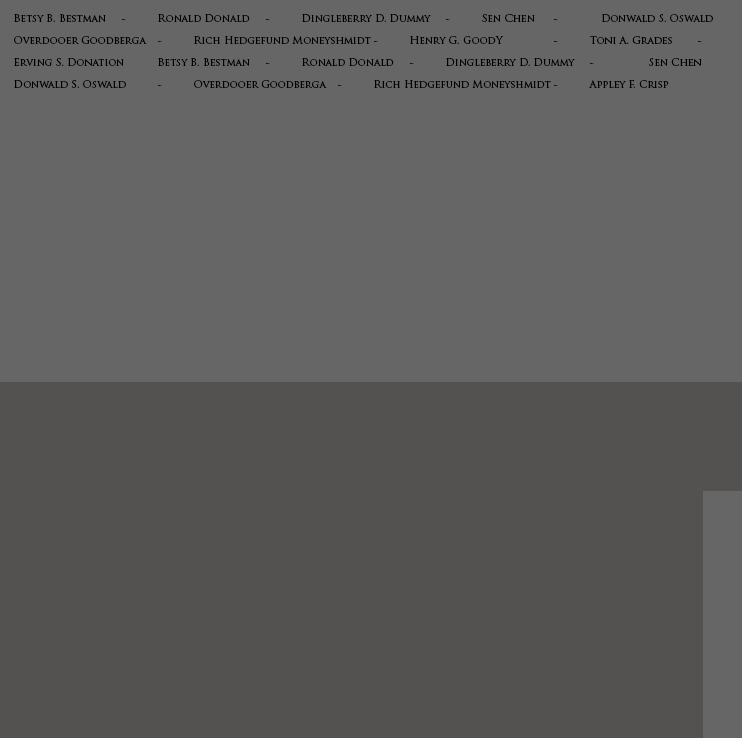 Betsy B. Bestman - Ronald Donald - Dingleberry D. Dummy - Sen Chen - Donwald S. Oswald
Overdooer Goodberga - Rich Hedgefund Moneyshmidt - Henry G. GoodY - Toni A. Grades -
Erving S. Donation Betsy B. Bestman - Ronald Donald - Dingleberry D. Dummy - Sen Chen
Donwald S. Oswald - Overdooer Goodberga - Rich Hedgefund Moneyshmidt - Appley F. Crisp